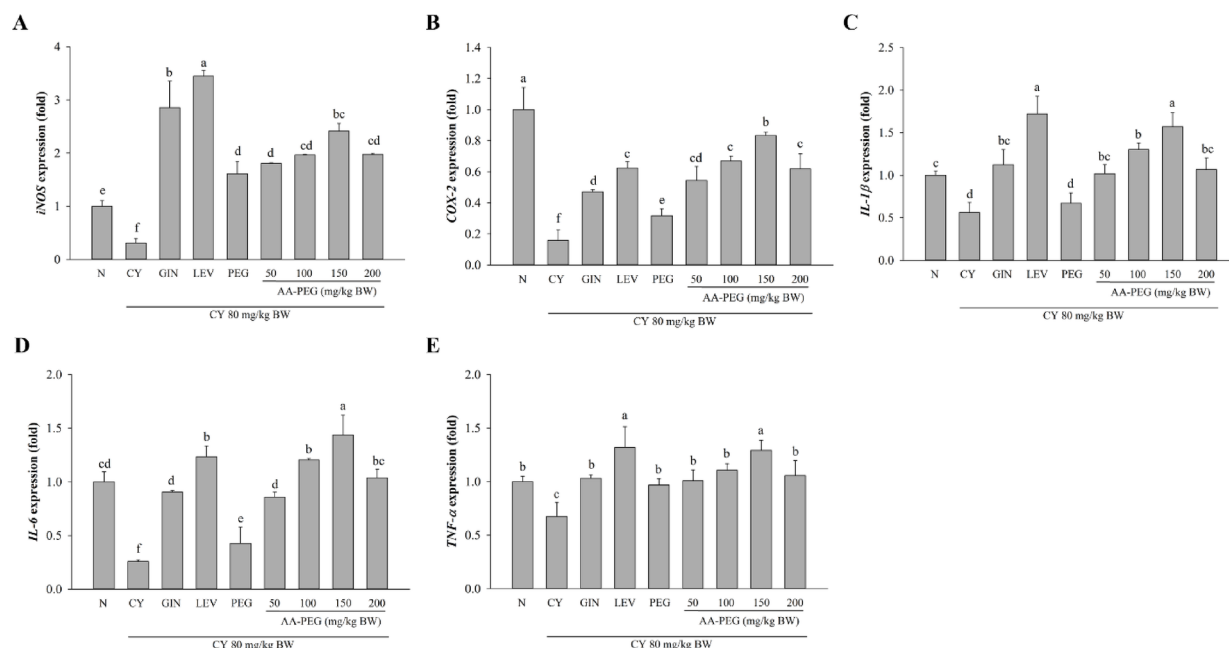 A
iNOS expression (fold)
4
3
2
1
0
e
f
b
a
d
d
cd
bc
cd
N CY GIN LEV PEG 50 100 150 200
AA-PEG (mg/kg BW)
CY 80 mg/kg BW
B
COX-2 expression (fold)
1.4
1.2
1.0
0.8
0.6
0.4
0.2
0.0
a
f
d
c
e
cd
c
b
c
N CY GIN LEV PEG 50 100 150 200
AA-PEG (mg/kg BW)
CY 80 mg/kg BW
C
IL-1β expression (fold)
2.5
2.0
1.5
1.0
0.5
0.0
c
d
bc
a
d
bc
b
a
bc
N CY GIN LEV PEG 50 100 150 200
AA-PEG (mg/kg BW)
CY 80 mg/kg BW
D
IL-6 expression (fold)
2.0
1.5
1.0
0.5
0.0
cd
f
d
b
e
d
b
a
bc
N CY GIN LEV PEG 50 100 150 200
AA-PEG (mg/kg BW)
CY 80 mg/kg BW
E
TNF-α expression (fold)
2.0
1.5
1.0
0.5
0.0
b
c
b
a
b
b
b
a
b
N CY GIN LEV PEG 50 100 150 200
AA-PEG (mg/kg BW)
CY 80 mg/kg BW